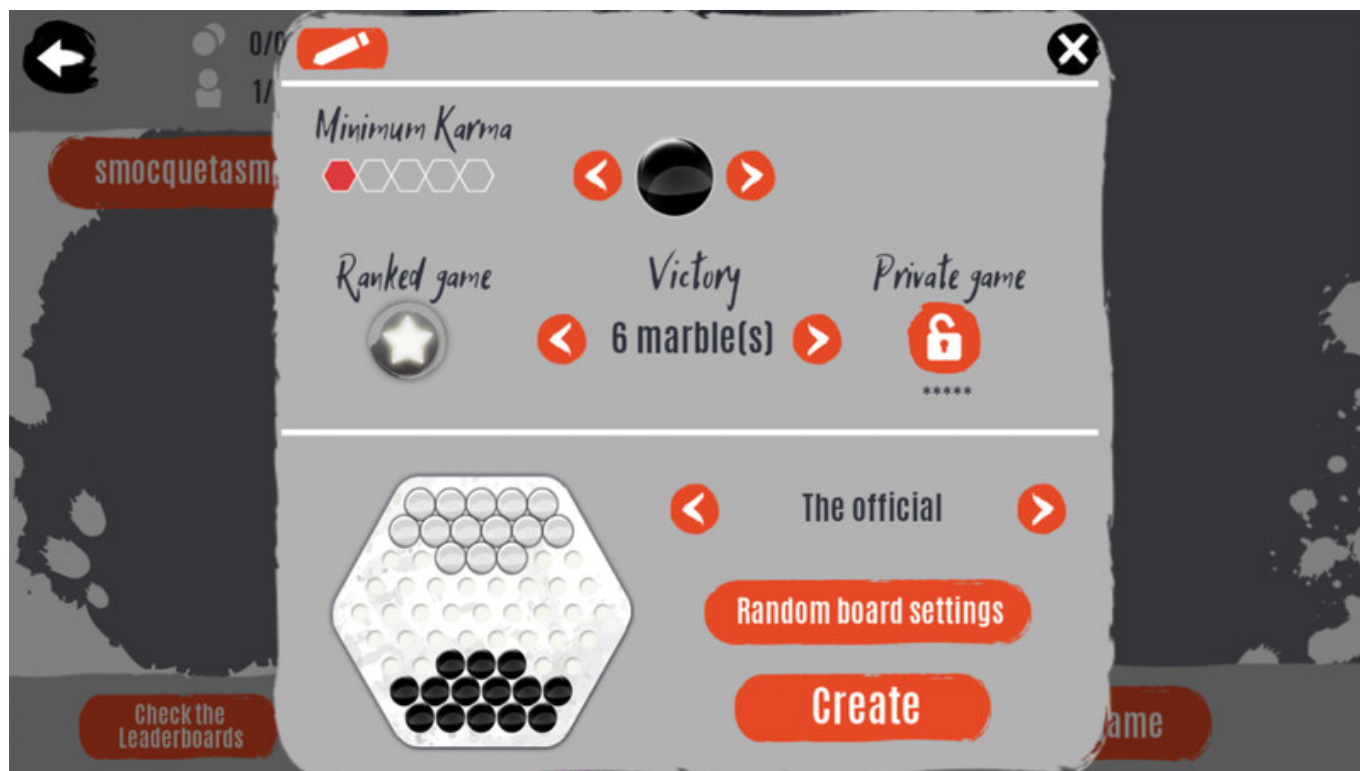 0/0
1/
Minimum Karma
smocquetasm
Ranked game
Victory
Private game
6 marble(s)
*****
The official
Random board settings
Create
Check the
Leaderboards
ame